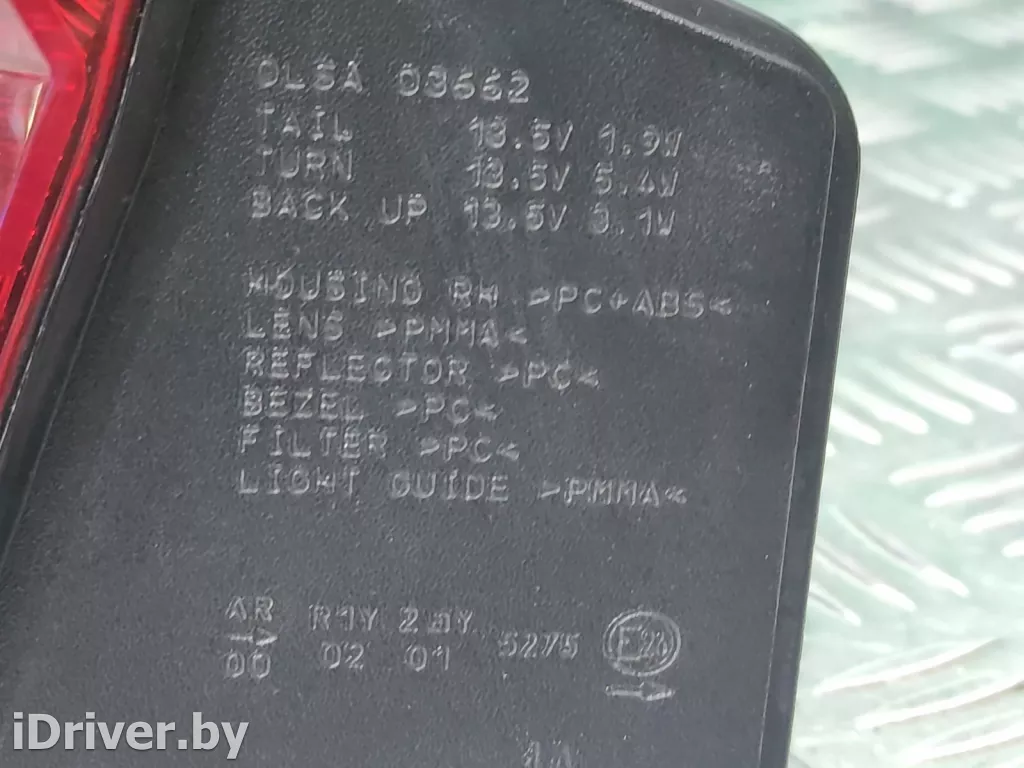 OLSA 03662
TAIL 13.5V 1.9W
TURN 13.5V 5.4W
BACK UP 13.5V 3.1W
HOUSING RH >PC+ABS<
LENS >PMMA<
REFLECTOR >PC<
BEZEL >PC<
FILTER >PC<
LIGHT GUIDE >PMMA<
AR R1Y 2aY
00 02 01 5275
1A
iDriver.by